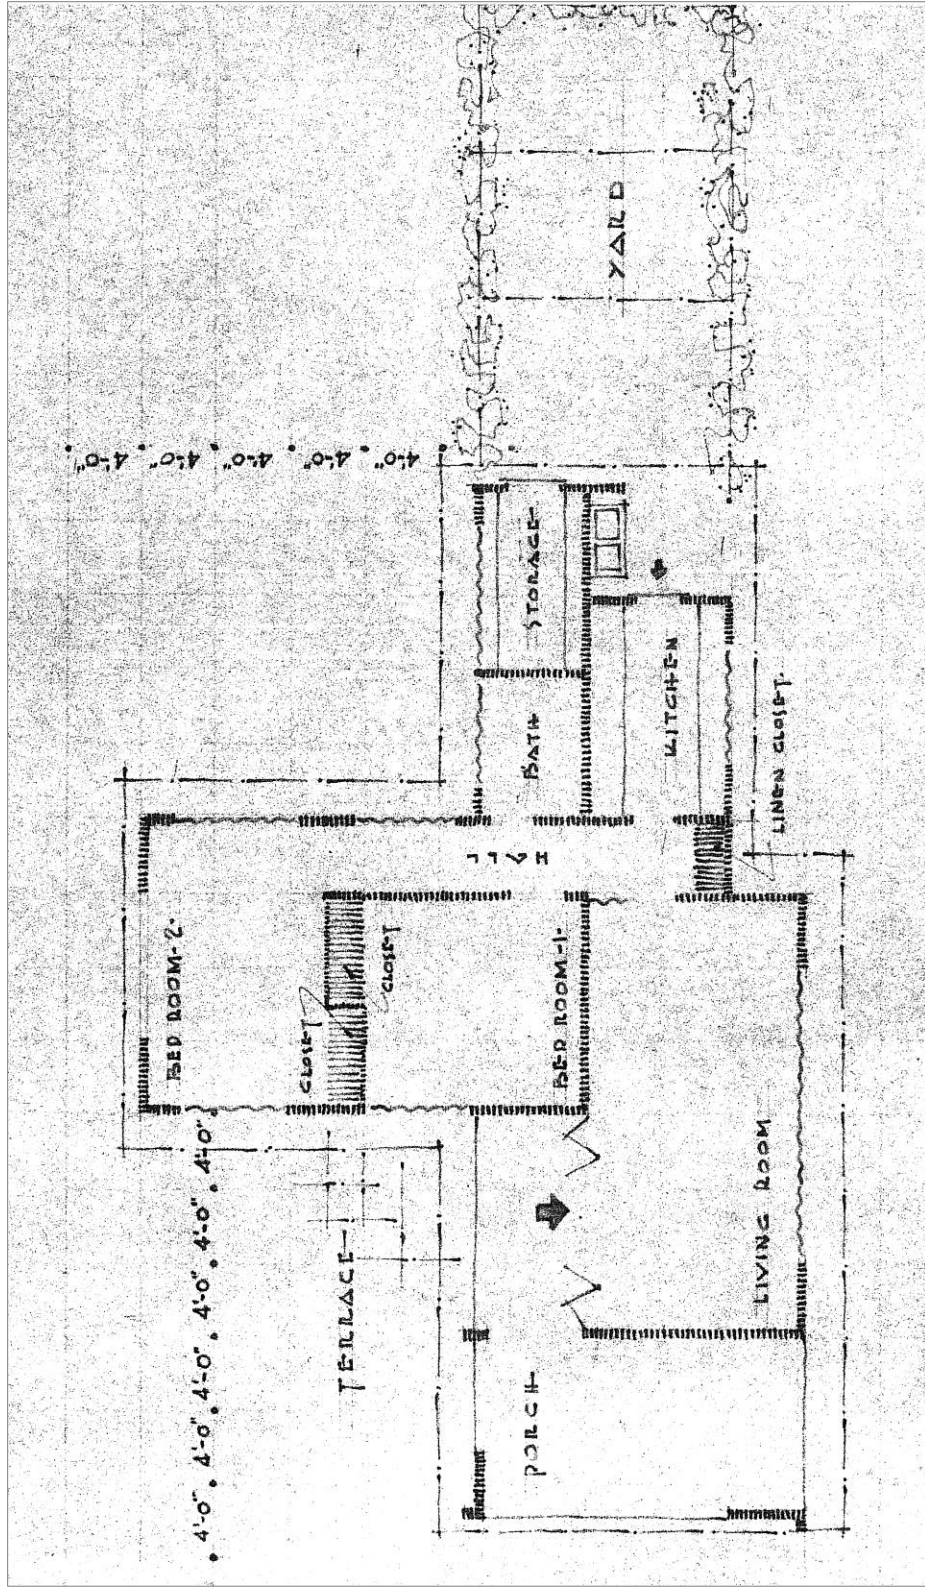 YARD
4'-0" 4'-0" 4'-0" 4'-0" 4'-0"
STORAGE
BATH
KITCHEN
LINEN CLOSET.
HALL
BED ROOM-2-
CLOSET
CLOSET
BED ROOM-1-
4'-0" 4'-0" 4'-0" 4'-0" 4'-0" 4'-0"
TERRACE
LIVING ROOM
PORCH